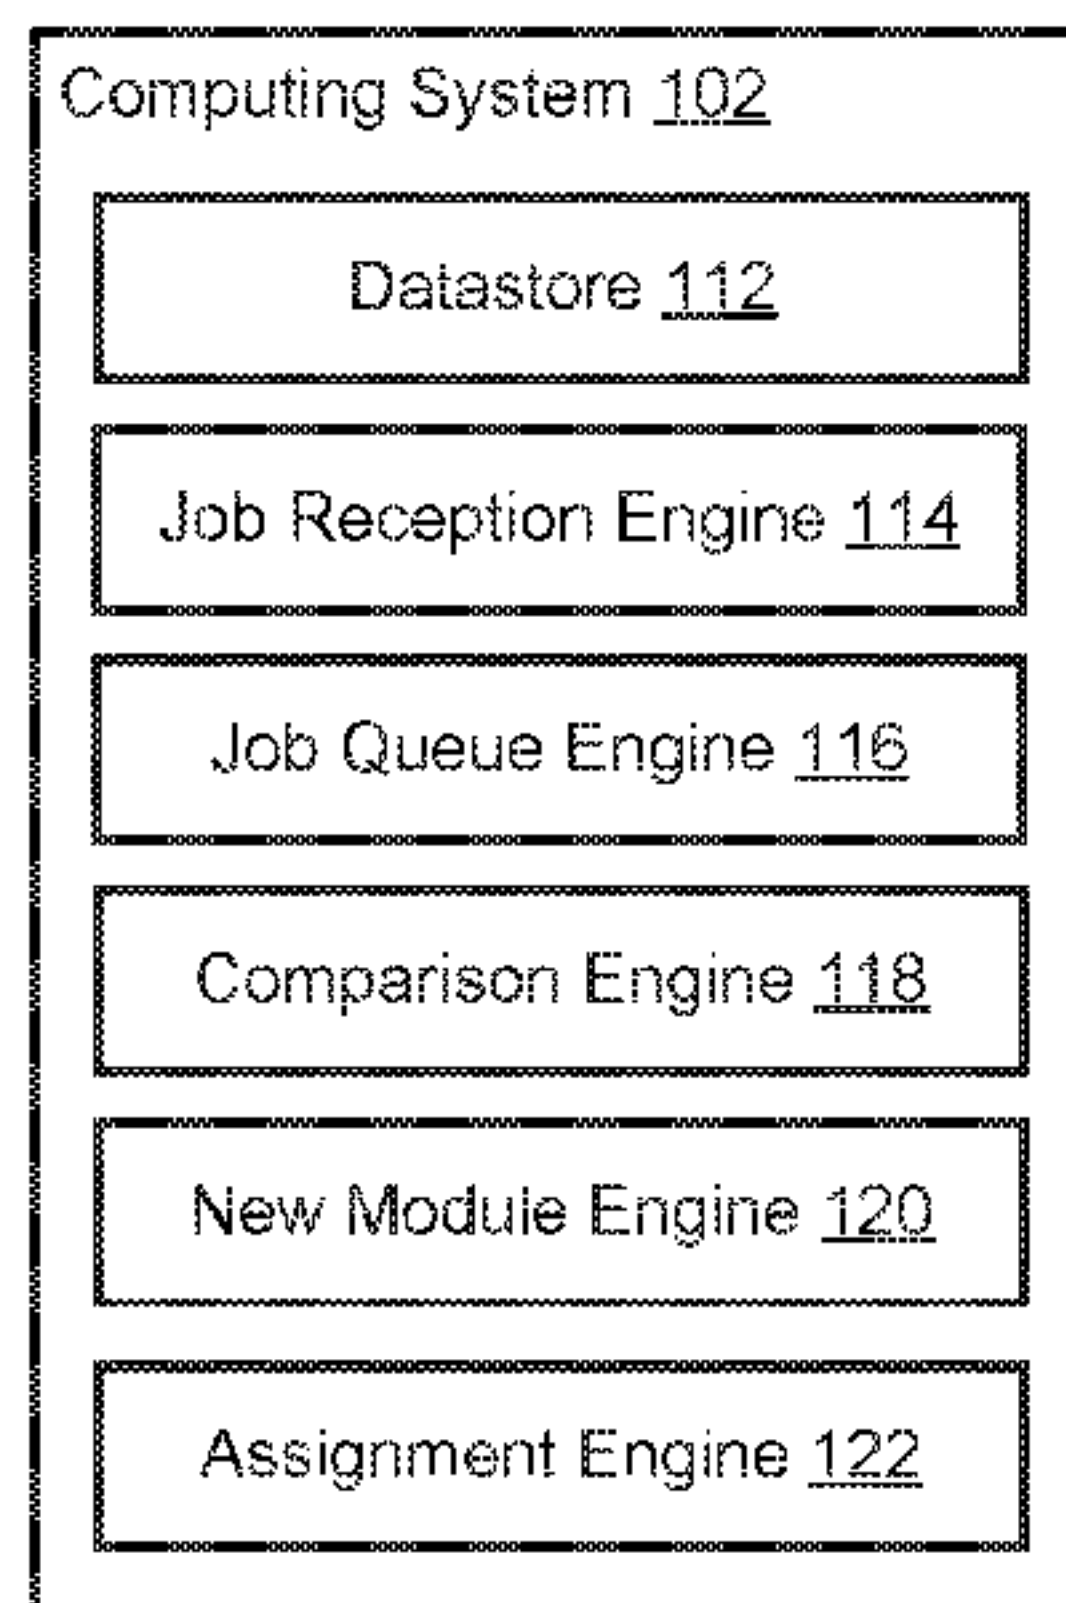 Computing System 102
Datastore 112
Job Reception Engine 114
Job Queue Engine 116
Comparison Engine 118
New Module Engine 120
Assignment Engine 122